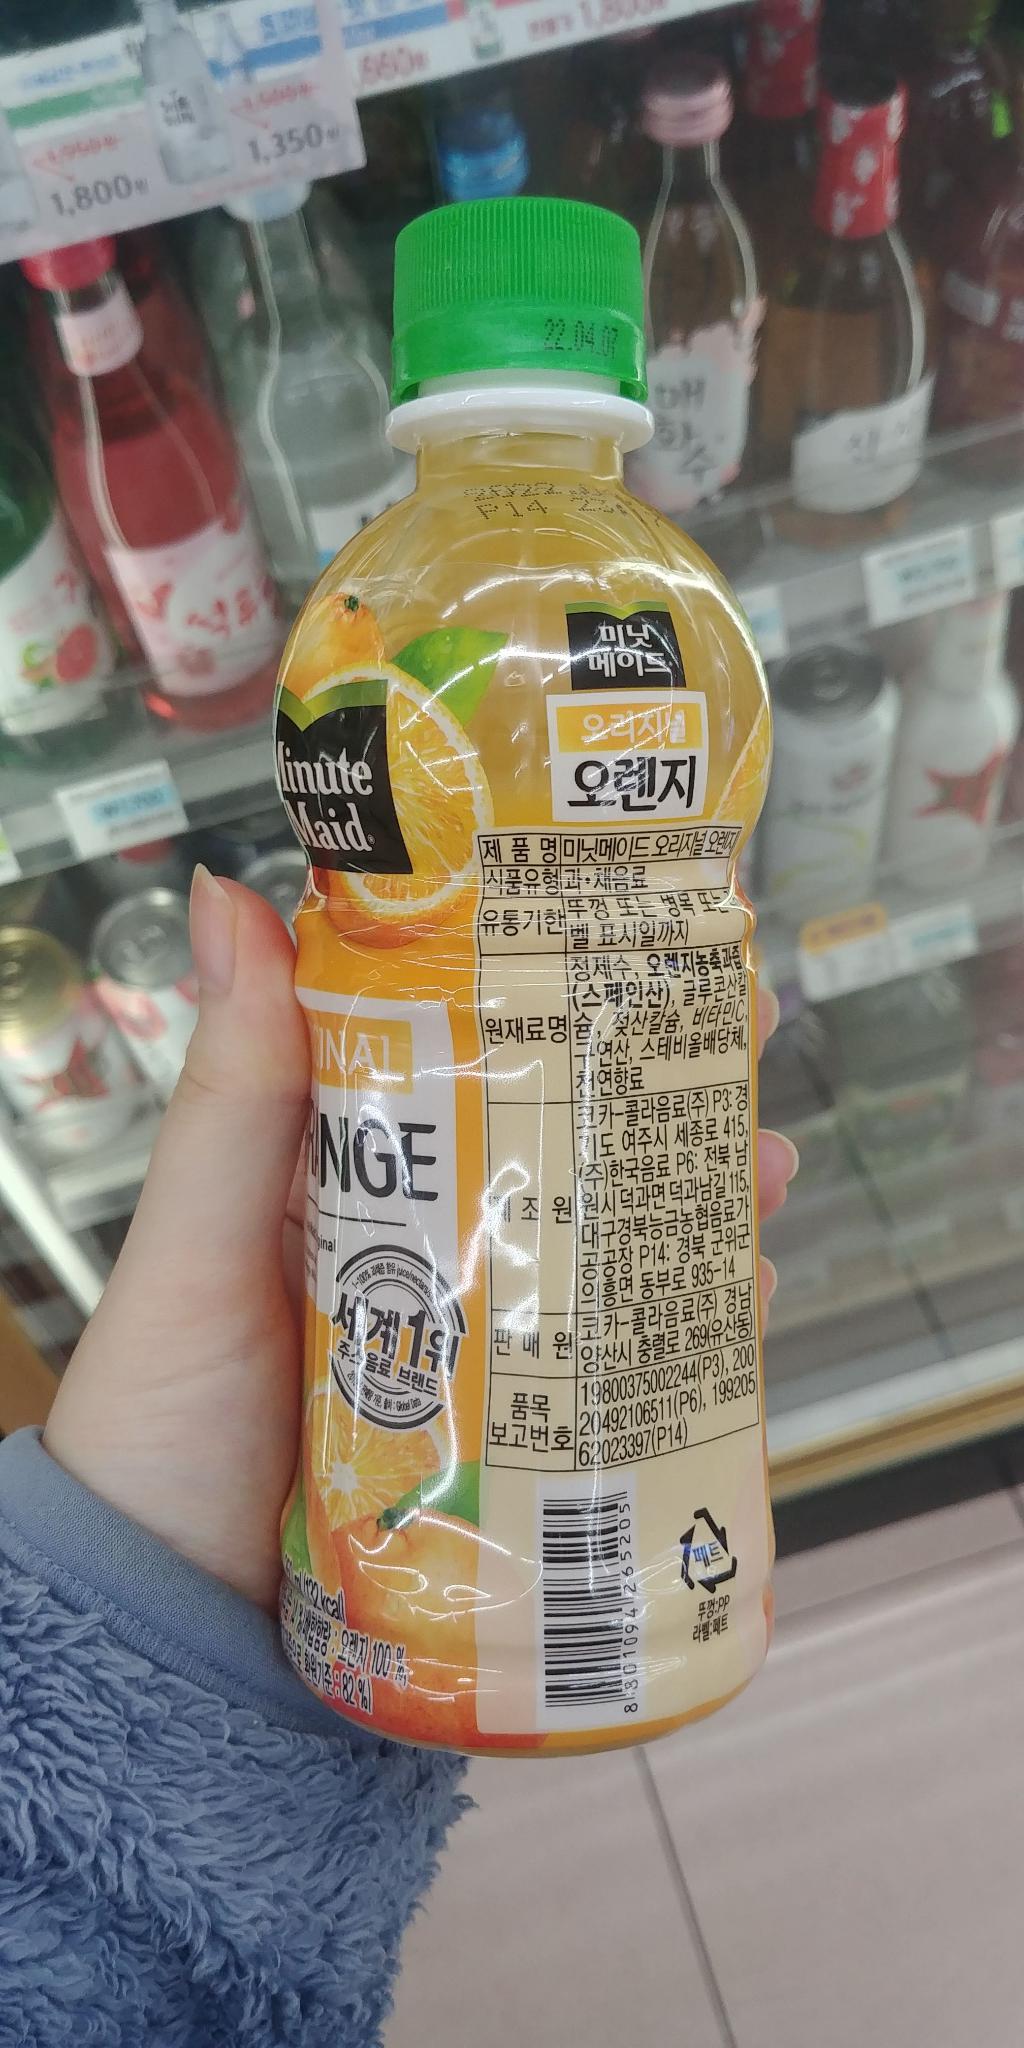 1,800원
1,350원
22.04.07
P14
미닛
메이드
오리지널
오렌지
Minute
Maid
제 품 명 미닛메이드 오리지널 오렌지
식품유형 과·채음료
유통기한 뚜껑 또는 병목 또는
벨 표시일까지
원재료명 정제수, 오렌지농축과즙
(스페인산), 글루콘산칼
슘, 젖산칼슘, 비타민C,
구연산, 스테비올배당체,
천연향료
제 조 원 코카-콜라음료(주) P3: 경
기도 여주시 세종로 415,
(주)한국음료 P6: 전북 남
원시 덕과면 덕과남길 115,
대구경북능금농협음료가
공공장 P14: 경북 군위군
의흥면 동부로 935-14
판 매 원 코카-콜라음료(주) 경남
양산시 충렬로 269(유산동)
품목
보고번호
19800375002244(P3), 200
20492106511(P6), 199205
62023397(P14)
세계 1위
주스음료 브랜드
오렌지 100 %
82 %)
8 801094 265205
페트
뚜껑:PP
라벨:페트
매
화
수